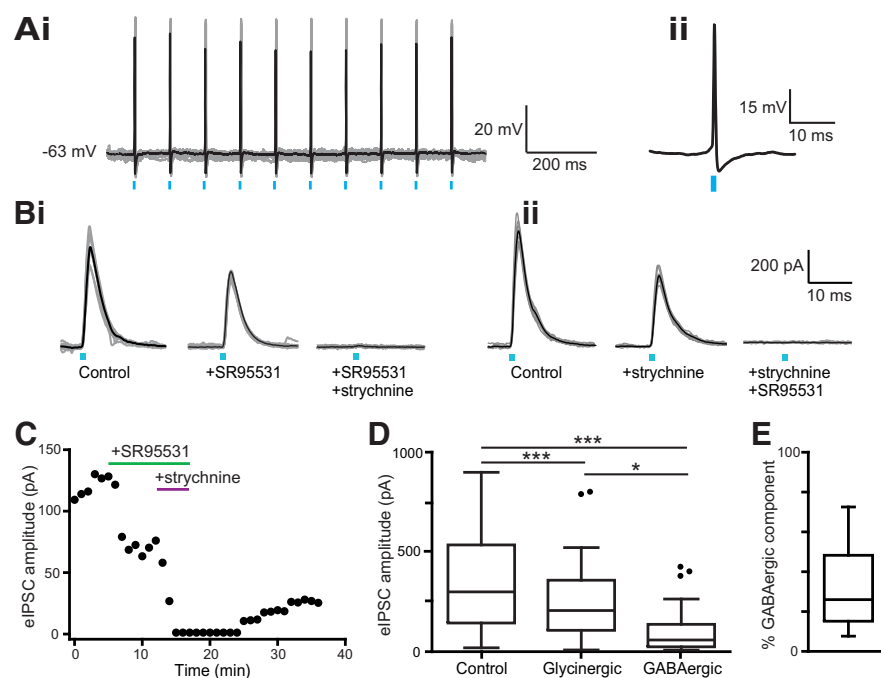 Ai
ii
-63 mV
20 mV
200 ms
15 mV
10 ms
Bi
ii
200 pA
10 ms
Control
+SR95531
+SR95531
+strychnine
Control
+strychnine
+strychnine
+SR95531
C
eIPSC amplitude (pA)
150
100
50
0
+SR95531
+strychnine
0
10
20
30
40
Time (min)
D
eIPSC amplitude (pA)
1000
500
0
***
***
*
Control
Glycinergic
GABAergic
E
% GABAergic component
100
0